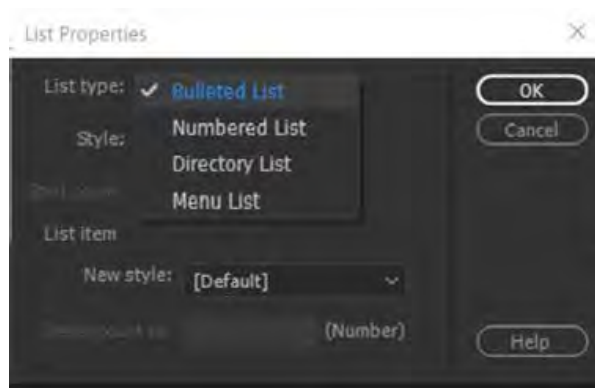 List Properties
List type: Bulleted List
Numbered List
Directory List
Menu List
Style:
List item
New style: [Default]
(Number)
OK
Cancel
Help